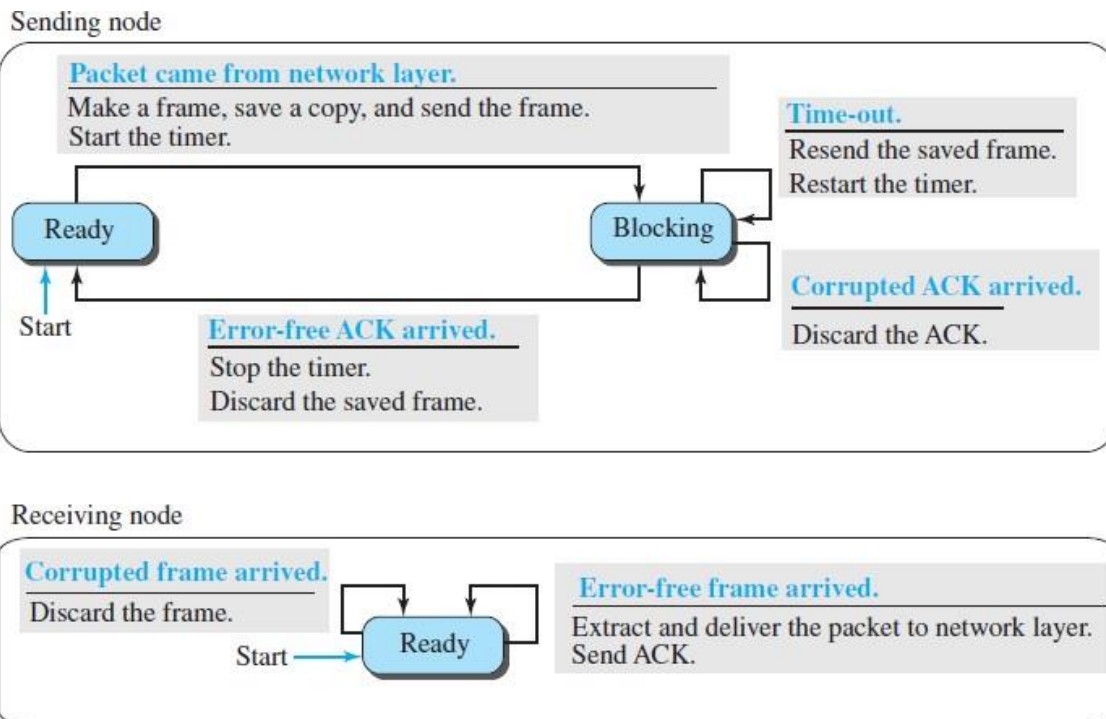 Sending node
Packet came from network layer.
Make a frame, save a copy, and send the frame.
Start the timer.
Time-out.
Resend the saved frame.
Restart the timer.
Ready
Blocking
Start
Error-free ACK arrived.
Stop the timer.
Discard the saved frame.
Corrupted ACK arrived.
Discard the ACK.
Receiving node
Corrupted frame arrived.
Discard the frame.
Start
Ready
Error-free frame arrived.
Extract and deliver the packet to network layer.
Send ACK.